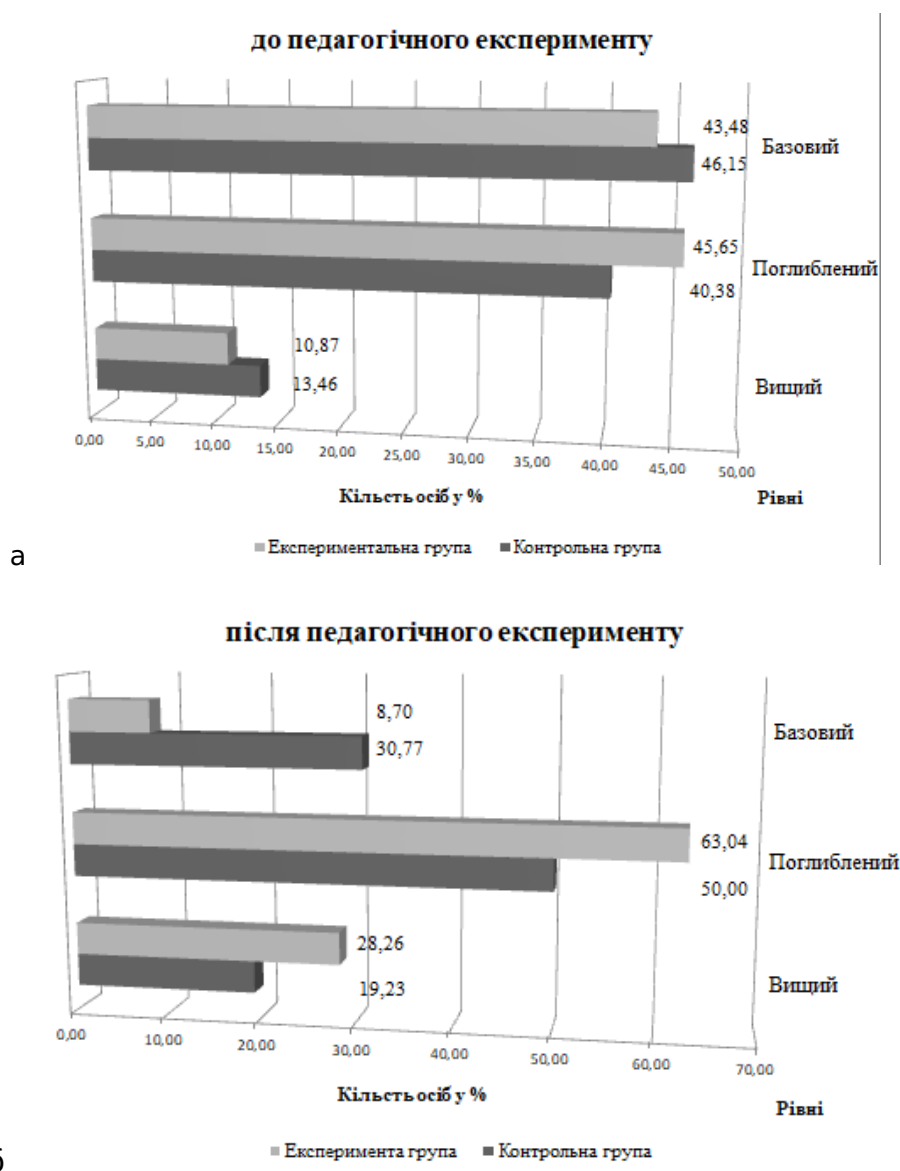 до педагогічного експерименту
43,48
46,15
Базовий
45,65
40,38
Поглиблений
10,87
13,46
Вищий
0,00 5,00 10,00 15,00 20,00 25,00 30,00 35,00 40,00 45,00 50,00
Кільсть осіб у %
Рівні
Експериментальна група Контрольна група
а
після педагогічного експерименту
8,70
30,77
Базовий
63,04
50,00
Поглиблений
28,26
19,23
Вищий
0,00 10,00 20,00 30,00 40,00 50,00 60,00 70,00
Кільсть осіб у %
Рівні
Експеримента група Контрольна група
б